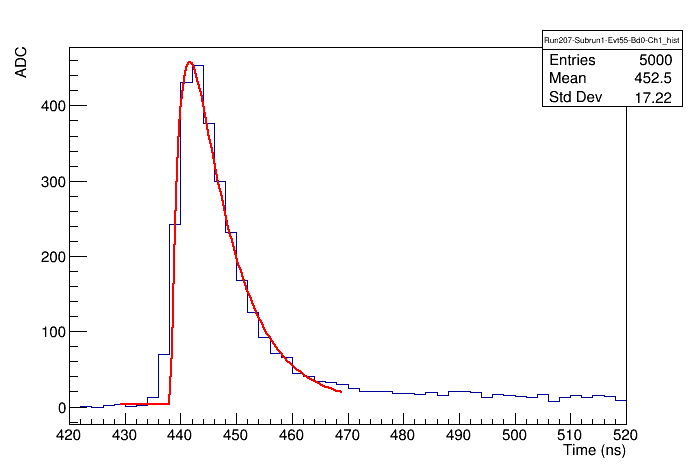 Run207-Subrun1-Evt55-Bd0-Ch1_hist
Entries 5000
Mean 452.5
Std Dev 17.22
ADC
400
300
200
100
0
420 430 440 450 460 470 480 490 500 510 520
Time (ns)